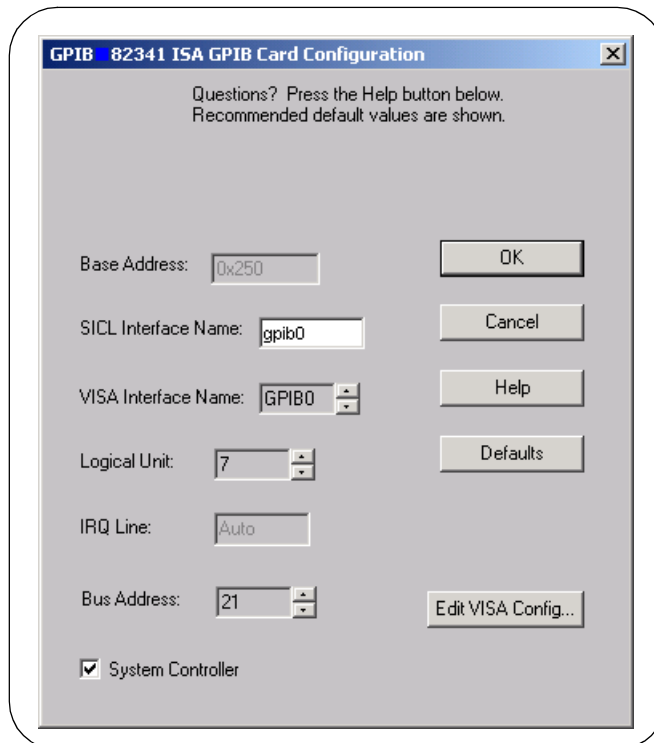 GPIB 82341 ISA GPIB Card Configuration
Questions? Press the Help button below.
Recommended default values are shown.
Base Address: 0x250
OK
SICL Interface Name: gpib0
Cancel
VISA Interface Name: GPIB0
Help
Logical Unit: 7
Defaults
IRQ Line: Auto
Bus Address: 21
Edit VISA Config...
System Controller